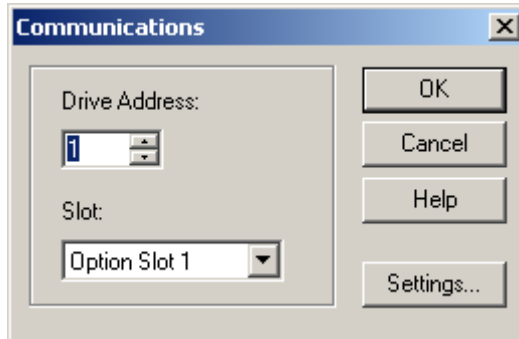 Communications
Drive Address:
1
Slot:
Option Slot 1
OK
Cancel
Help
Settings...